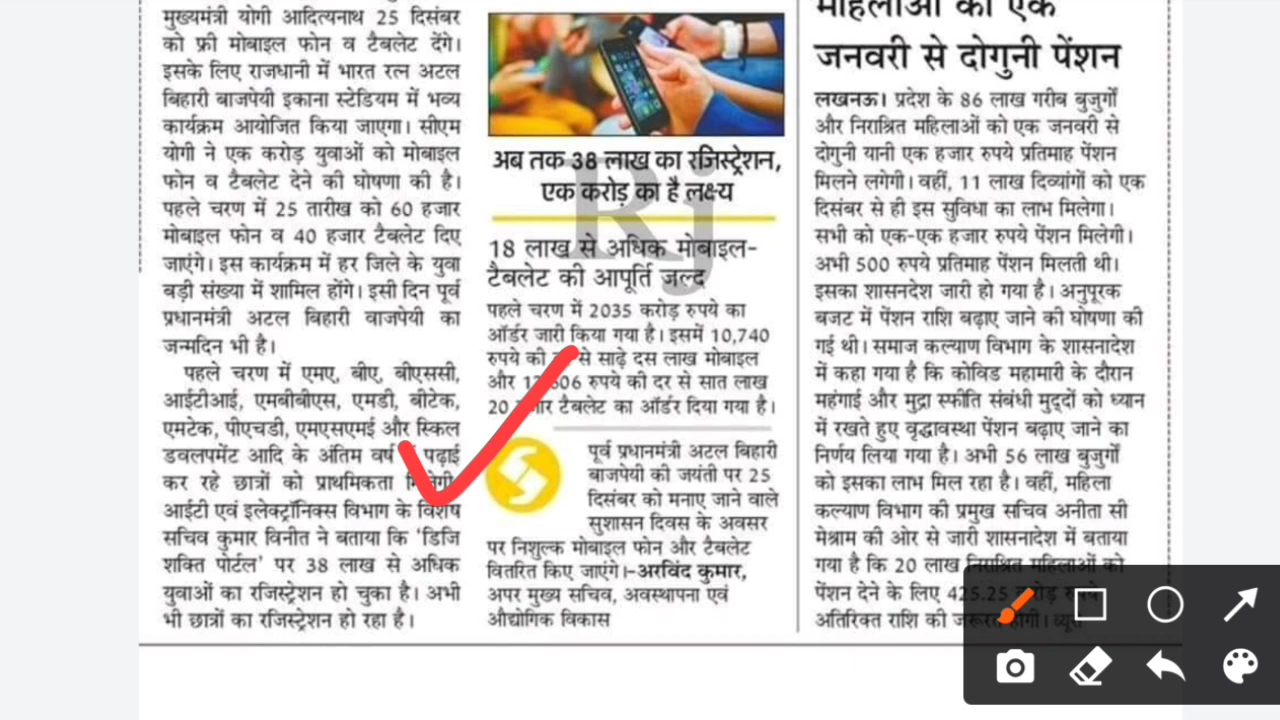 मुख्यमंत्री योगी आदित्यनाथ 25 दिसंबर
को फ्री मोबाइल फोन व टैबलेट देंगे।
इसके लिए राजधानी में भारत रत्न अटल
बिहारी बाजपेयी इकाना स्टेडियम में भव्य
कार्यक्रम आयोजित किया जाएगा। सीएम
योगी ने एक करोड़ युवाओं को मोबाइल
फोन व टैबलेट देने की घोषणा की है।
पहले चरण में 25 तारीख को 60 हजार
मोबाइल फोन व 40 हजार टैबलेट दिए
जाएंगे। इस कार्यक्रम में हर जिले के युवा
बड़ी संख्या में शामिल होंगे। इसी दिन पूर्व
प्रधानमंत्री अटल बिहारी वाजपेयी का
जन्मदिन भी है।
पहले चरण में एमए, बीए, बीएससी,
आईटीआई, एमबीबीएस, एमडी, बीटेक,
एमटेक, पीएचडी, एमएसएमई और स्किल
डवलपमेंट आदि के अंतिम वर्ष पढ़ाई
कर रहे छात्रों को प्राथमिकता
आईटी एवं इलेक्ट्रॉनिक्स विभाग के विशेष
सचिव कुमार विनीत ने बताया कि ‘डिजि
शक्ति पोर्टल’ पर 38 लाख से अधिक
युवाओं का रजिस्ट्रेशन हो चुका है। अभी
भी छात्रों का रजिस्ट्रेशन हो रहा है।
अब तक 38 लाख का रजिस्ट्रेशन,
एक करोड़ का है लक्ष्य
Rj
18 लाख से अधिक मोबाइल-
टैबलेट की आपूर्ति जल्द
पहले चरण में 2035 करोड़ रुपये का
ऑर्डर जारी किया गया है। इसमें 10,740
रुपये की से साढ़े दस लाख मोबाइल
और रुपये की दर से सात लाख
20 टैबलेट का ऑर्डर दिया गया है।
पूर्व प्रधानमंत्री अटल बिहारी
बाजपेयी की जयंती पर 25
दिसंबर को मनाए जाने वाले
सुशासन दिवस के अवसर
पर निशुल्क मोबाइल फोन और टैबलेट
वितरित किए जाएंगे।-अरविंद कुमार,
अपर मुख्य सचिव, अवस्थापना एवं
औद्योगिक विकास
महिलाओं को एक
जनवरी से दोगुनी पेंशन
लखनऊ। प्रदेश के 86 लाख गरीब बुजुर्गों
और निराश्रित महिलाओं को एक जनवरी से
दोगुनी यानी एक हजार रुपये प्रतिमाह पेंशन
मिलने लगेगी। वहीं, 11 लाख दिव्यांगों को एक
दिसंबर से ही इस सुविधा का लाभ मिलेगा।
सभी को एक-एक हजार रुपये पेंशन मिलेगी।
अभी 500 रुपये प्रतिमाह पेंशन मिलती थी।
इसका शासनदेश जारी हो गया है। अनुपूरक
बजट में पेंशन राशि बढ़ाए जाने की घोषणा की
गई थी। समाज कल्याण विभाग के शासनादेश
में कहा गया है कि कोविड महामारी के दौरान
महंगाई और मुद्रा स्फीति संबंधी मुद्दों को ध्यान
में रखते हुए वृद्धावस्था पेंशन बढ़ाए जाने का
निर्णय लिया गया है। अभी 56 लाख बुजुर्गों
को इसका लाभ मिल रहा है। वहीं, महिला
कल्याण विभाग की प्रमुख सचिव अनीता सी
मेश्राम की ओर से जारी शासनादेश में बताया
गया है कि 20 लाख निराश्रित महिलाओं को
पेंशन देने के लिए 425.25 करोड़ रुपये
अतिरिक्त राशि की जरूरत होगी। ब्यूरो